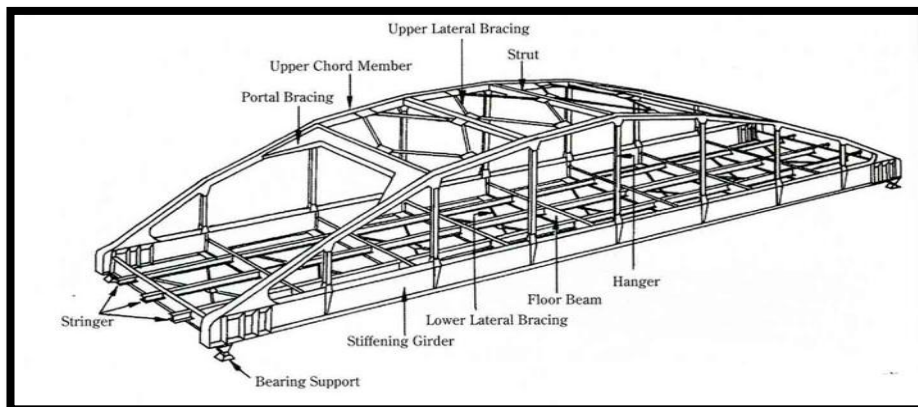 Upper Lateral Bracing
Strut
Upper Chord Member
Portal Bracing
Hanger
Floor Beam
Stringer
Lower Lateral Bracing
Stiffening Girder
Bearing Support